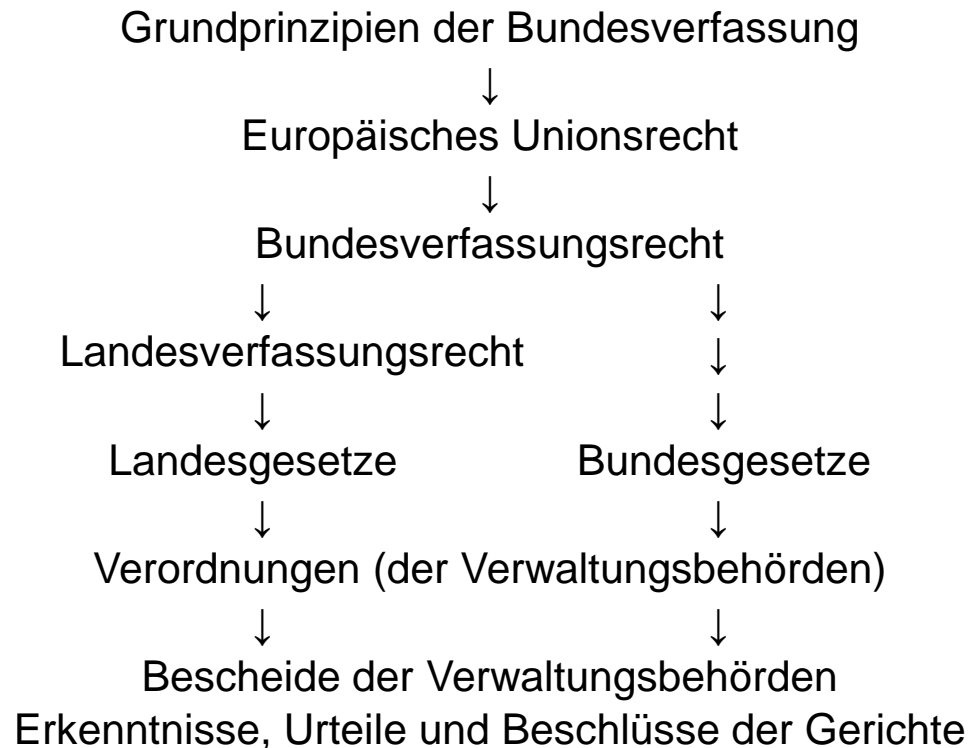 Grundprinzipien der Bundesverfassung
↓
Europäisches Unionsrecht
↓
Bundesverfassungsrecht
↓ ↓
Landesverfassungsrecht ↓
↓ ↓
Landesgesetze Bundesgesetze
↓ ↓
Verordnungen (der Verwaltungsbehörden)
↓ ↓
Bescheide der Verwaltungsbehörden
Erkenntnisse, Urteile und Beschlüsse der Gerichte